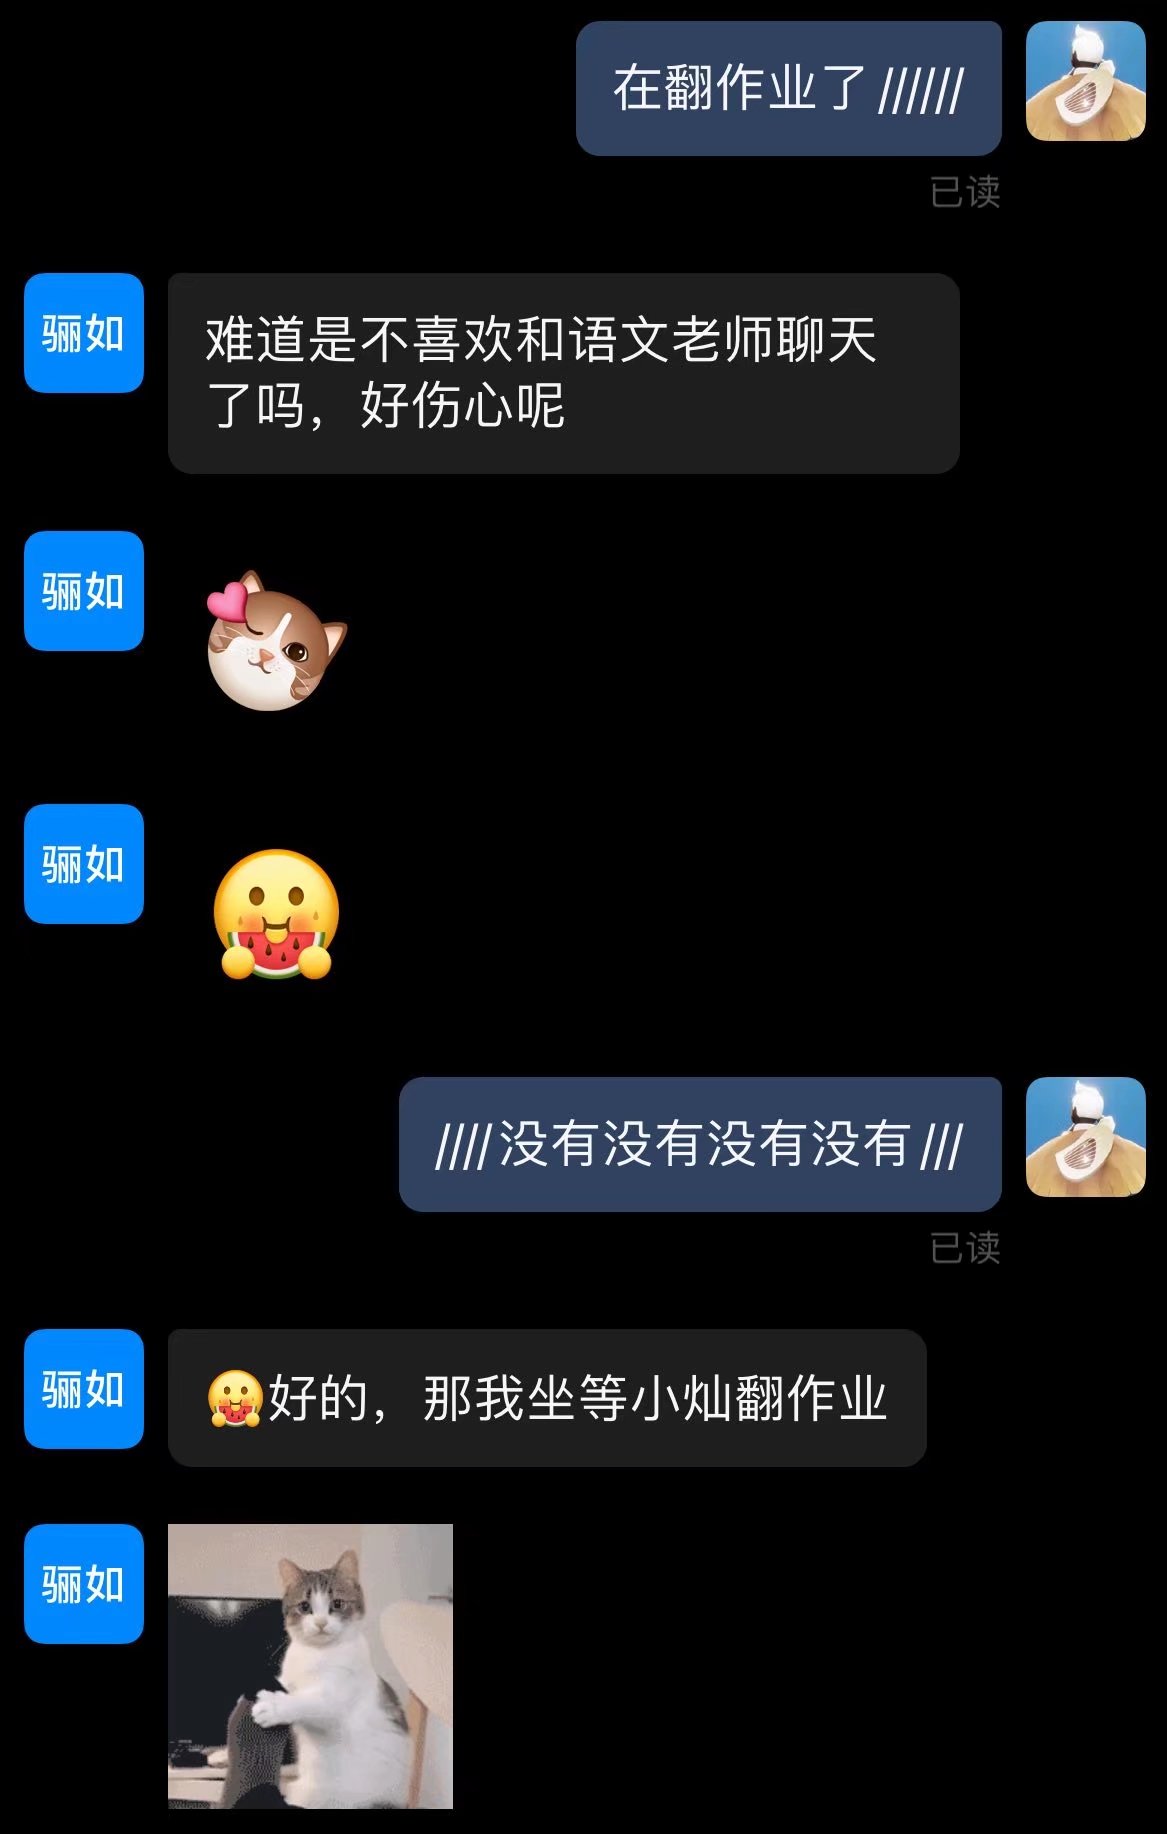 在翻作业了//////
已读
骊如
难道是不喜欢和语文老师聊天
了吗，好伤心呢
骊如
骊如
////没有没有没有没有///
已读
骊如
好的，那我坐等小灿翻作业
骊如